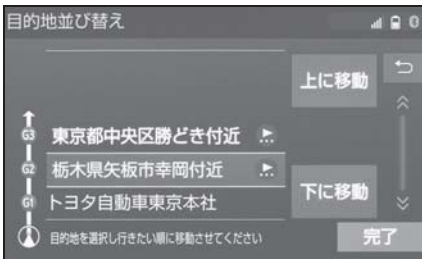 目的地並び替え
上に移動
G3 東京都中央区勝どき付近
G2 栃木県矢板市幸岡付近
G1 トヨタ自動車東京本社
下に移動
目的地を選択し行きたい順に移動させてください
完了